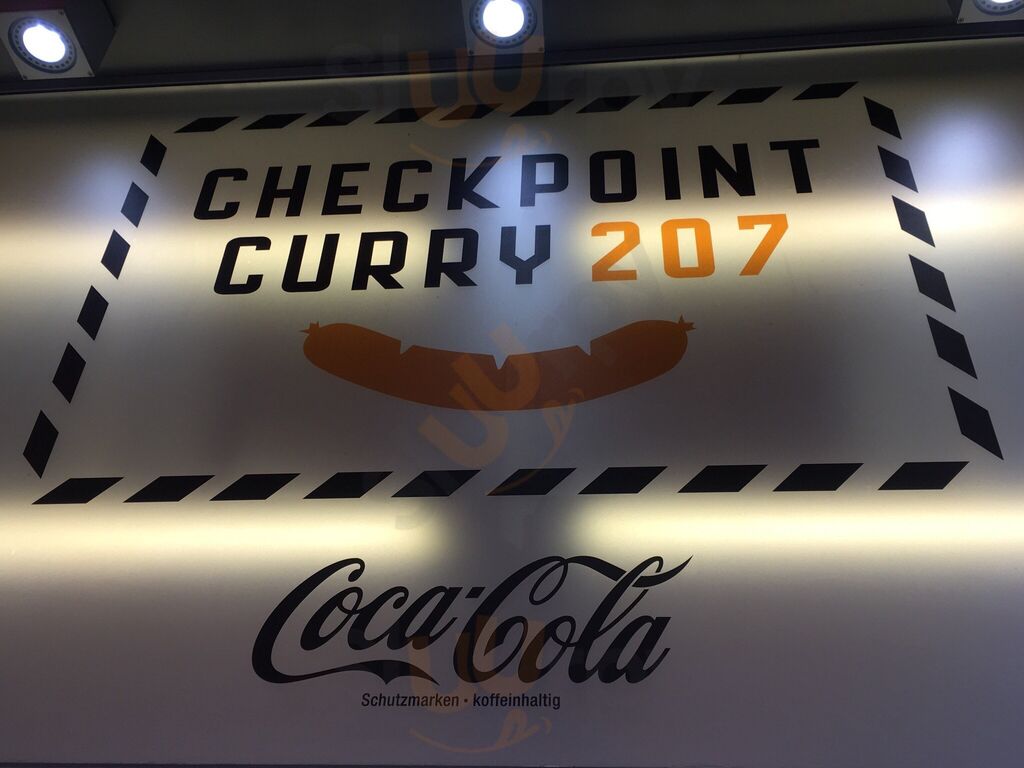 CHECKPOINT
CURRY 207
Coca-Cola
Schutzmarken • koffeinhaltig